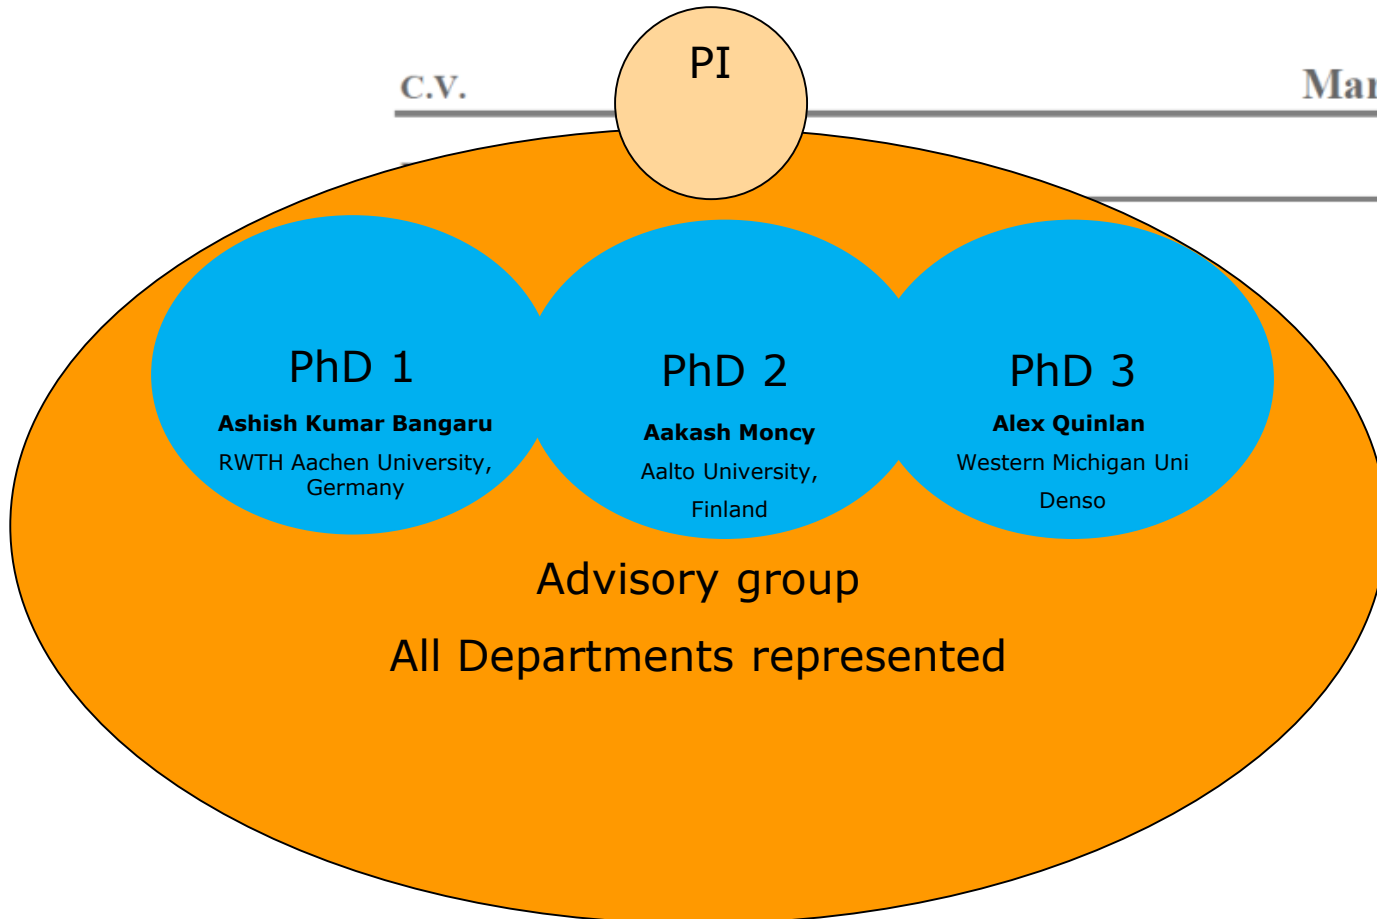 PI
C.V.
PhD 1
Ashish Kumar Bangaru
RWTH Aachen University,
Germany
PhD 2
Aakash Moncy
Aalto University,
Finland
PhD 3
Alex Quinlan
Western Michigan Uni
Denso
Advisory group
All Departments represented